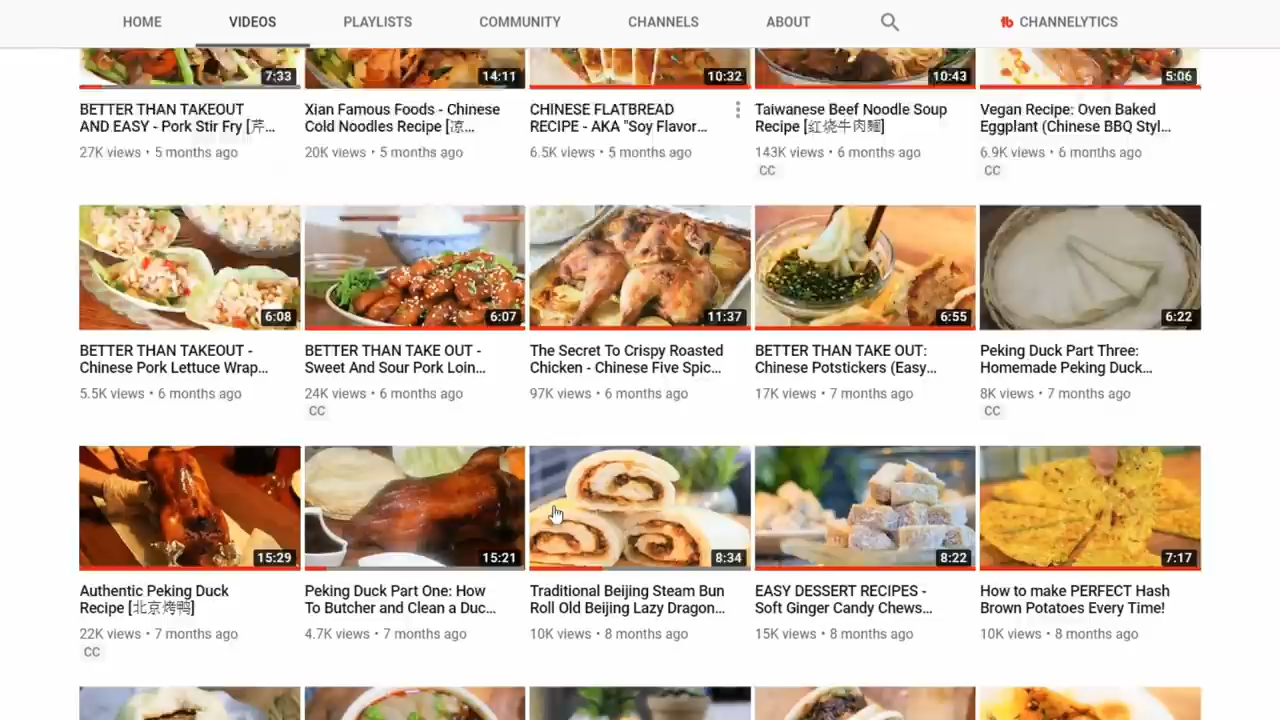 HOME VIDEOS PLAYLISTS COMMUNITY CHANNELS ABOUT CHANNELYTICS
7:33 14:11 10:32 10:43 5:06
BETTER THAN TAKEOUT
AND EASY - Pork Stir Fry [芹...
27K views • 5 months ago
Xian Famous Foods - Chinese
Cold Noodles Recipe [凉...
20K views • 5 months ago
CHINESE FLATBREAD
RECIPE - AKA "Soy Flavor...
6.5K views • 5 months ago
Taiwanese Beef Noodle Soup
Recipe [红烧牛肉麵]
143K views • 6 months ago
CC
Vegan Recipe: Oven Baked
Eggplant (Chinese BBQ Styl...
6.9K views • 6 months ago
CC
6:08 6:07 11:37 6:55 6:22
BETTER THAN TAKEOUT -
Chinese Pork Lettuce Wrap...
5.5K views • 6 months ago
BETTER THAN TAKE OUT -
Sweet And Sour Pork Loin...
24K views • 6 months ago
CC
The Secret To Crispy Roasted
Chicken - Chinese Five Spic...
97K views • 6 months ago
BETTER THAN TAKE OUT:
Chinese Potstickers (Easy...
17K views • 7 months ago
Peking Duck Part Three:
Homemade Peking Duck...
8K views • 7 months ago
CC
15:29 15:21 8:34 8:22 7:17
Authentic Peking Duck
Recipe [北京烤鸭]
22K views • 7 months ago
CC
Peking Duck Part One: How
To Butcher and Clean a Duc...
4.7K views • 7 months ago
Traditional Beijing Steam Bun
Roll Old Beijing Lazy Dragon...
10K views • 8 months ago
EASY DESSERT RECIPES -
Soft Ginger Candy Chews...
15K views • 8 months ago
How to make PERFECT Hash
Brown Potatoes Every Time!
10K views • 8 months ago